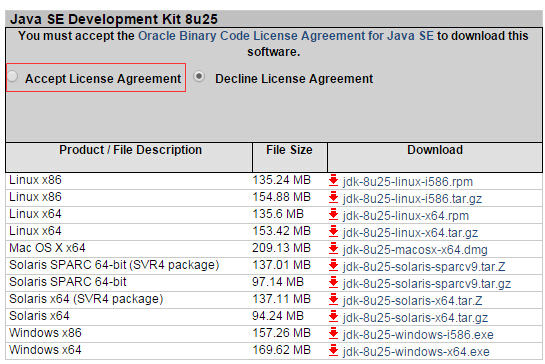 Java SE Development Kit 8u25
You must accept the Oracle Binary Code License Agreement for Java SE to download this
software.
Accept License Agreement Decline License Agreement
Product / File Description File Size Download
Linux x86 135.24 MB jdk-8u25-linux-i586.rpm
Linux x86 154.88 MB jdk-8u25-linux-i586.tar.gz
Linux x64 135.6 MB jdk-8u25-linux-x64.rpm
Linux x64 153.42 MB jdk-8u25-linux-x64.tar.gz
Mac OS X x64 209.13 MB jdk-8u25-macosx-x64.dmg
Solaris SPARC 64-bit (SVR4 package) 137.01 MB jdk-8u25-solaris-sparcv9.tar.Z
Solaris SPARC 64-bit 97.14 MB jdk-8u25-solaris-sparcv9.tar.gz
Solaris x64 (SVR4 package) 137.11 MB jdk-8u25-solaris-x64.tar.Z
Solaris x64 94.24 MB jdk-8u25-solaris-x64.tar.gz
Windows x86 157.26 MB jdk-8u25-windows-i586.exe
Windows x64 169.62 MB jdk-8u25-windows-x64.exe